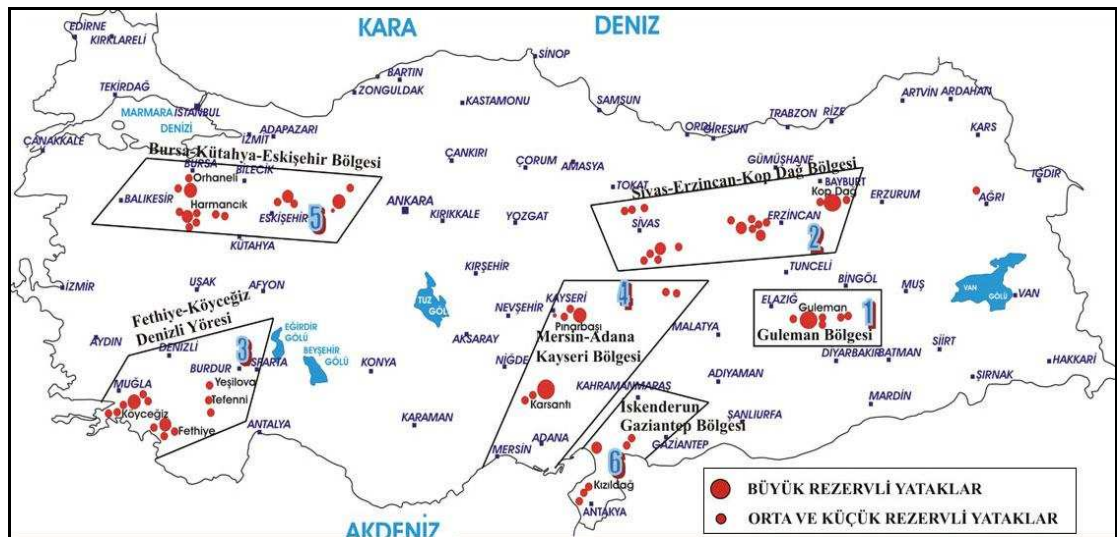 KARA DENIZ
EDİRNE
KIRKLARELİ
SİNOP
BARTIN
ZONGULDAK
KASTAMONU
TEKİRDAĞ
İSTANBUL
MARMARA
DENİZİ
SAMSUN
ARTVİN
ARDAHAN
TRABZON
RİZE
ORDU
GİRESUN
KARS
ÇANAKKALE
İZMİT
ADAPAZARI
Bursa-Kütahya-Eskişehir Bölgesi
BURSA
BİLECİK
ÇANKIRI
ÇORUM
AMASYA
TOKAT
GÜMÜŞHANE
Sivas-Erzincan-Kop Dağ Bölgesi
BAYBURT
Kop Dağ
ERZURUM
AĞRI
IĞDIR
Orhaneli
BALIKESİR
Harmancık
ESKİŞEHİR
5
ANKARA
KIRIKKALE
YOZGAT
SİVAS
ERZİNCAN
2
KÜTAHYA
TUNCELİ
BİNGÖL
MUŞ
VAN
GÖLÜ
VAN
İZMİR
UŞAK
AFYON
KIRŞEHİR
TUZ
GÖL
NEVŞEHİR
KAYSERİ
4
Pınarbaşı
Mersin-Adana
Kayseri Bölgesi
MALATYA
ELAZIĞ
Guleman
1
Guleman Bölgesi
Fethiye-Köyceğiz
Denizli Yöresi
EĞİRDİR
GÖLÜ
BEYŞEHİR
GÖLÜ
AYDIN
DENİZLİ
3
BURDUR
ISPARTA
AKSARAY
KONYA
NİĞDE
DİYARBAKIR
BATMAN
SİİRT
HAKKARİ
ŞIRNAK
MUĞLA
Yeşilova
Tefenni
Köyceğiz
Fethiye
ANTALYA
KARAMAN
Karsantı
KAHRAMANMARAŞ
ADIYAMAN
MARDİN
ŞANLIURFA
İskenderun
Gaziantep Bölgesi
GAZİANTEP
MERSİN
ADANA
6
Kızıldağ
ANTAKYA
AKDENİZ
BÜYÜK REZERVLİ YATAKLAR
ORTA VE KÜÇÜK REZERVLİ YATAKLAR